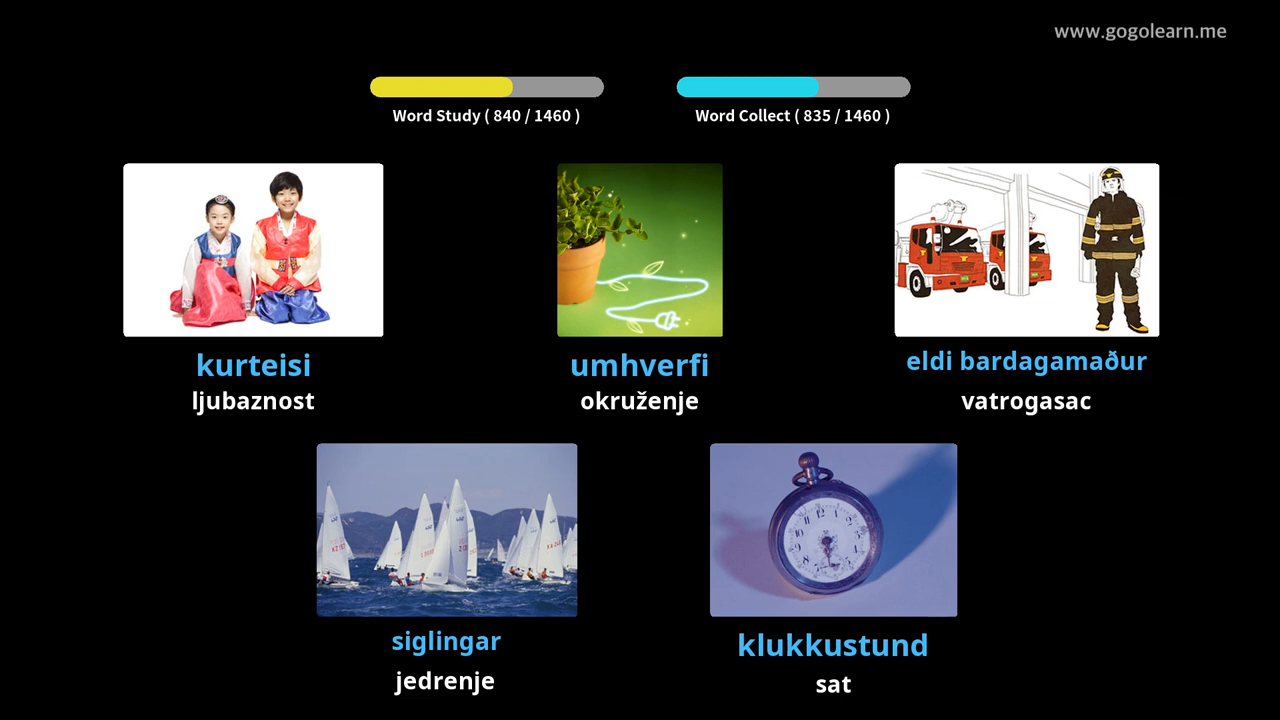 www.gogolearn.me
Word Study ( 840 / 1460 )
Word Collect ( 835 / 1460 )
kurteisi
ljubaznost
umhverfi
okruženje
eldi bardagamaður
vatrogasac
siglingar
jedrenje
klukkustund
sat